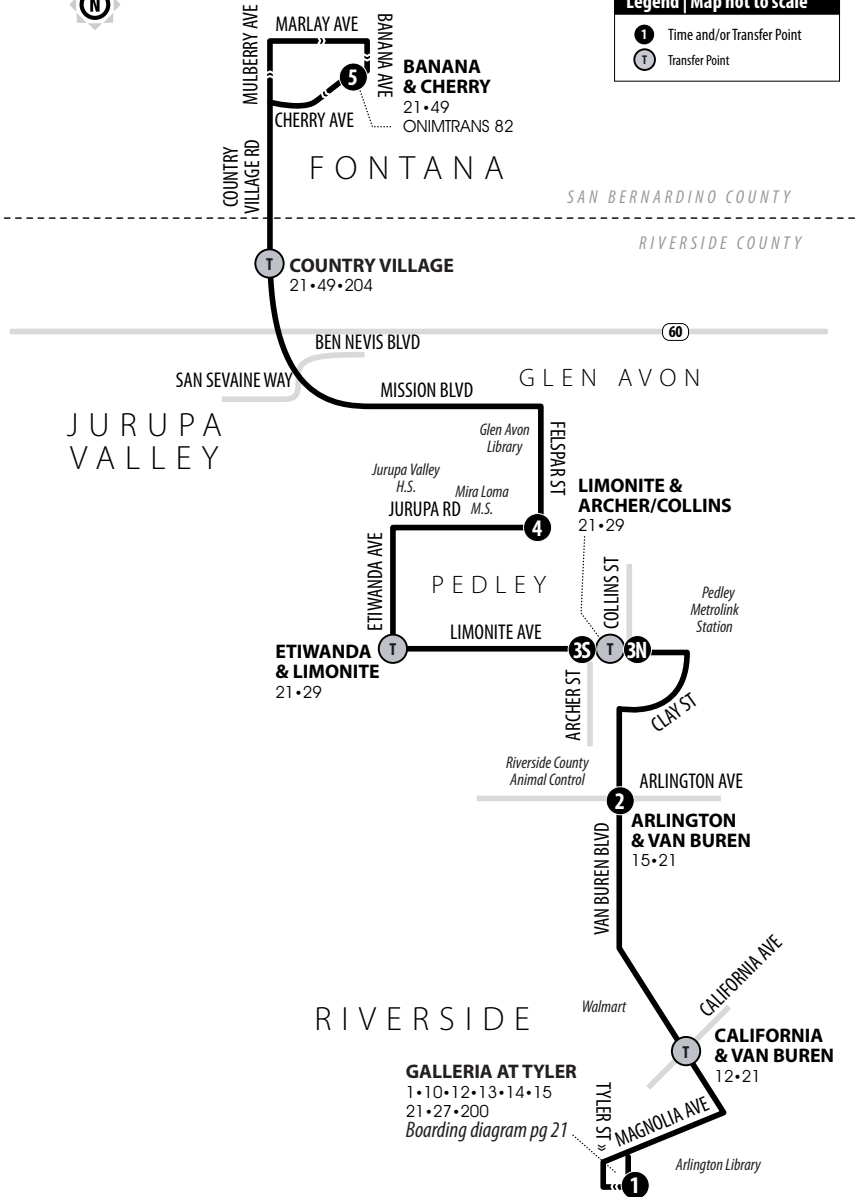 N
Legend | Map not to scale
1 Time and/or Transfer Point
T Transfer Point
MARLAY AVE
MULBERRY AVE
BANANA AVE
5
BANANA
& CHERRY
21•49
ONIMTRANS 82
CHERRY AVE
COUNTRY
VILLAGE RD
FONTANA
SAN BERNARDINO COUNTY
RIVERSIDE COUNTY
T
COUNTRY VILLAGE
21•49•204
60
BEN NEVIS BLVD
SAN SEVAINE WAY
GLEN AVON
MISSION BLVD
JURUPA
VALLEY
Glen Avon
Library
FELSPAR ST
Jurupa Valley
H.S.
Mira Loma
M.S.
JURUPA RD
4
LIMONITE &
ARCHER/COLLINS
21•29
ETIWANDA AVE
PEDLEY
COLLINS ST
Pedley
Metrolink
Station
LIMONITE AVE
T
3S
T
3N
ETIWANDA
& LIMONITE
21•29
ARCHER ST
CLAY ST
Riverside County
Animal Control
ARLINGTON AVE
2
ARLINGTON
& VAN BUREN
15•21
VAN BUREN BLVD
CALIFORNIA AVE
Walmart
RIVERSIDE
T
CALIFORNIA
& VAN BUREN
12•21
GALLERIA AT TYLER
1•10•12•13•14•15
21•27•200
Boarding diagram pg 21
TYLER ST »
MAGNOLIA AVE
Arlington Library
1